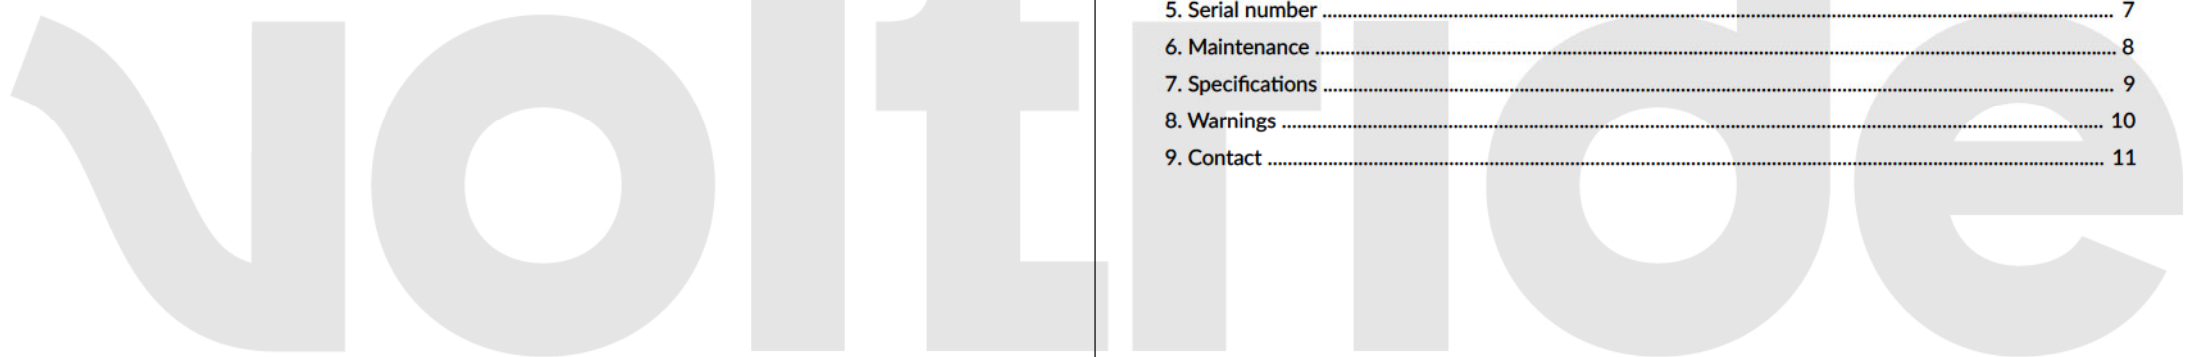 5. Serial number ........................................ 7
6. Maintenance ........................................ 8
7. Specifications ........................................ 9
8. Warnings ........................................ 10
9. Contact ........................................ 11
voltride